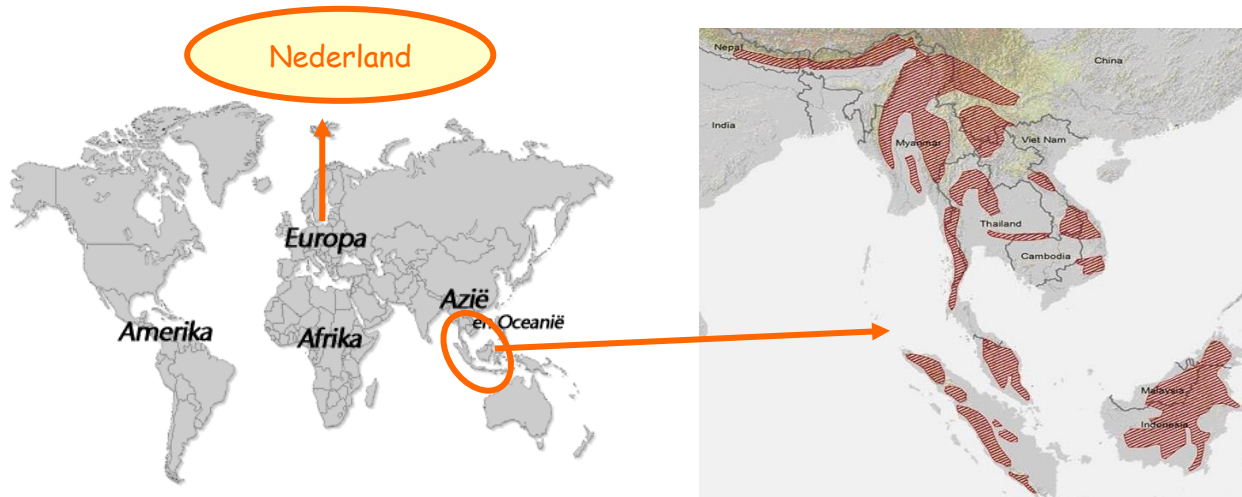 Nederland
Europa
Azië
en Oceanië
Amerika
Afrika
Nepal
China
India
Myanmar
Viet Nam
Thailand
Cambodia
Malaysia
Indonesia